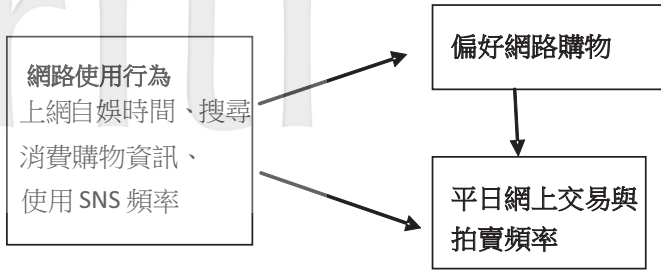 網路使用行為
上網自娛時間、搜尋
消費購物資訊、
使用 SNS 頻率
偏好網路購物
平日網上交易與
拍賣頻率